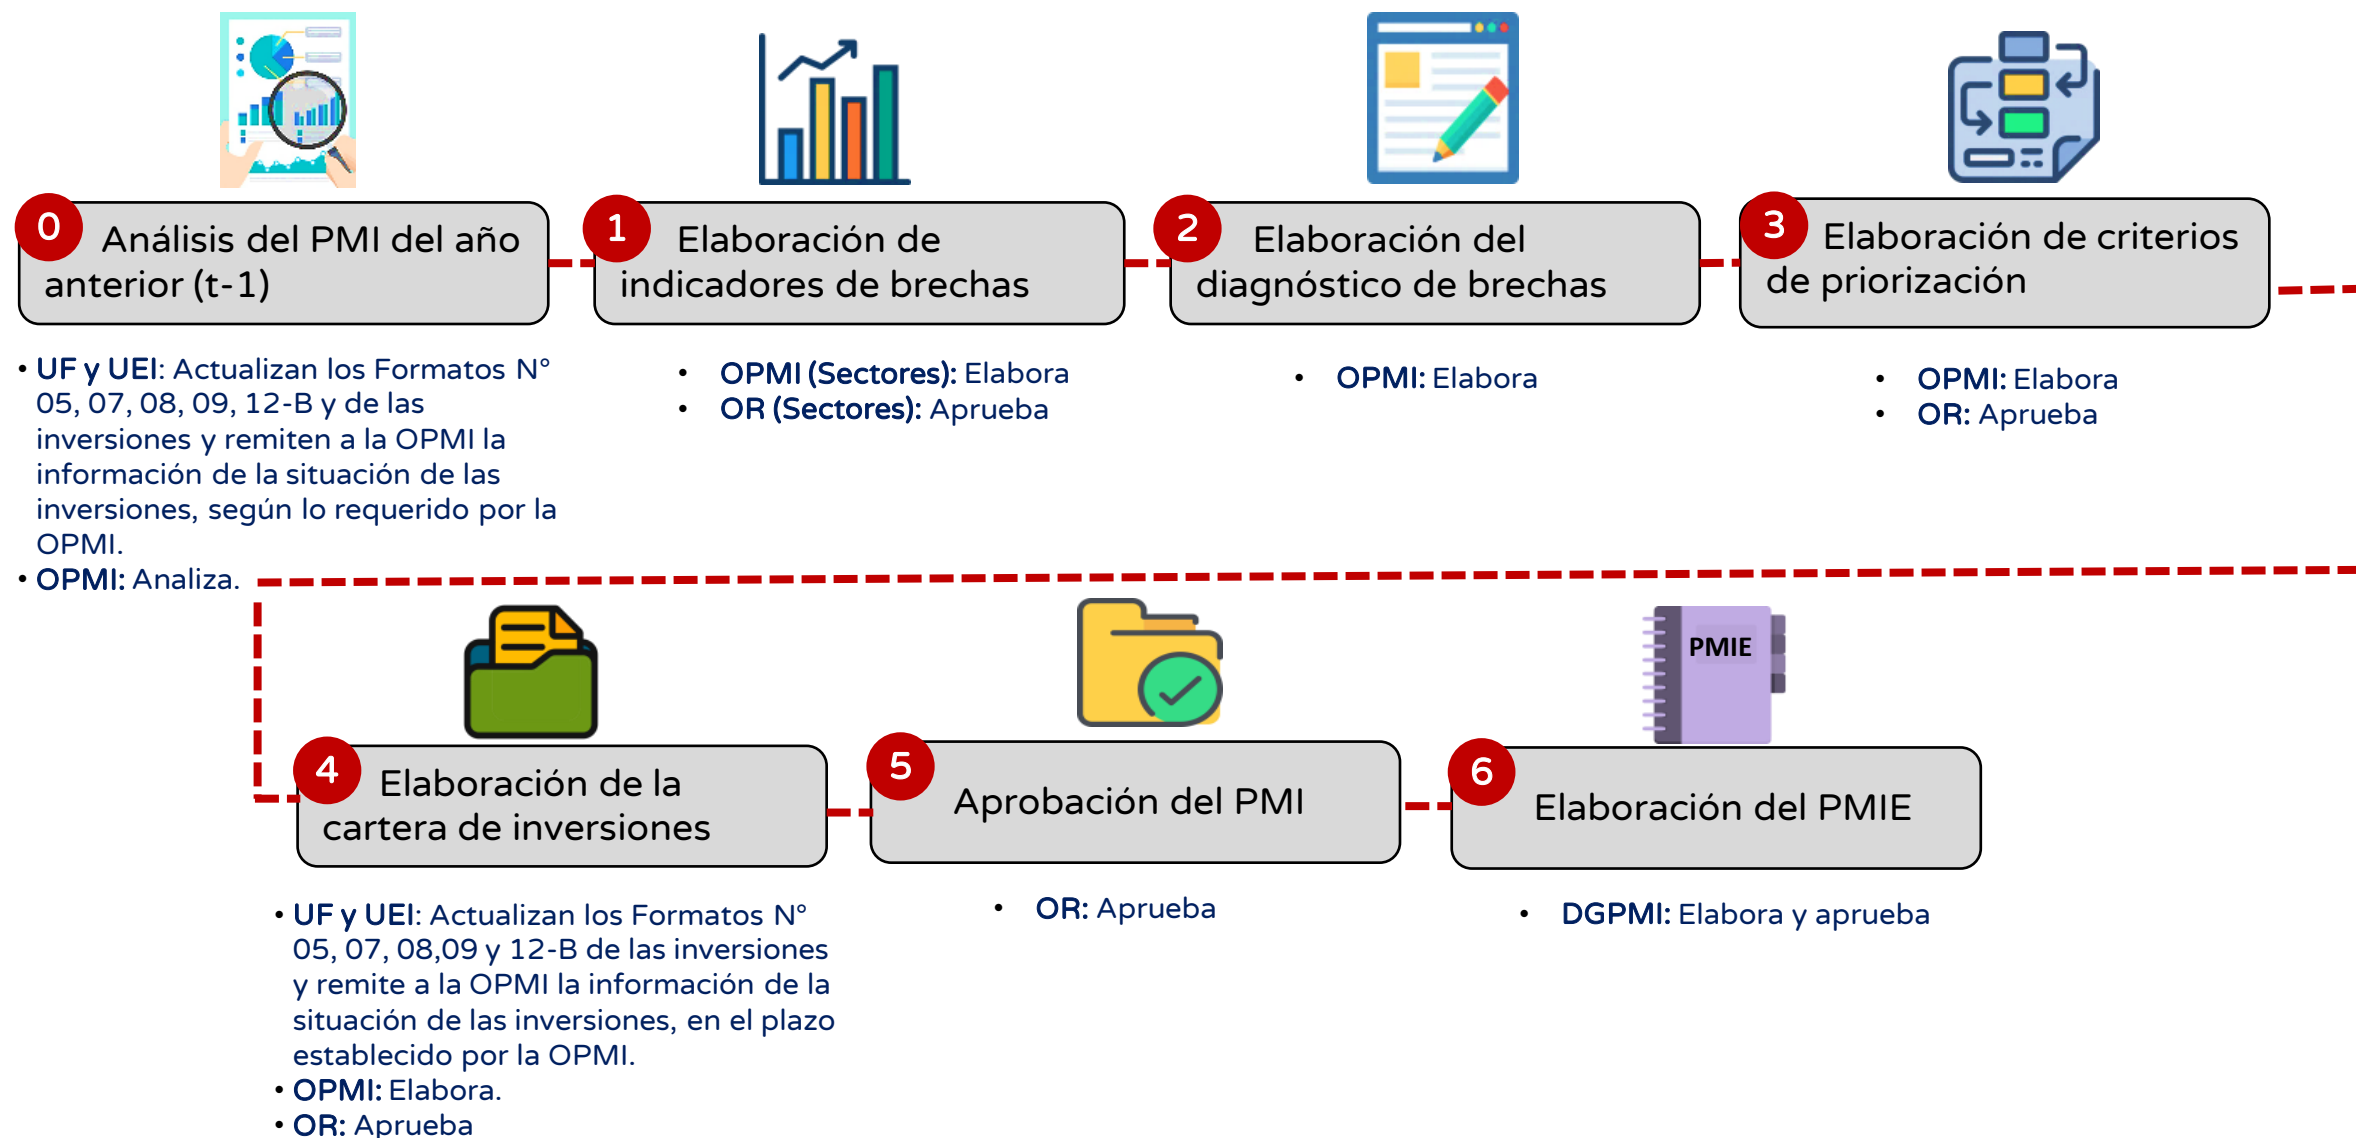 0
Análisis del PMI del año
anterior (t-1)
• UF y UEI: Actualizan los Formatos N°
05, 07, 08, 09, 12-B y de las
inversiones y remiten a la OPMI la
información de la situación de las
inversiones, según lo requerido por la
OPMI.
• OPMI: Analiza.
1
Elaboración de
indicadores de brechas
• OPMI (Sectores): Elabora
• OR (Sectores): Aprueba
2
Elaboración del
diagnóstico de brechas
• OPMI: Elabora
3
Elaboración de criterios
de priorización
• OPMI: Elabora
• OR: Aprueba
4
Elaboración de la
cartera de inversiones
• UF y UEI: Actualizan los Formatos N°
05, 07, 08,09 y 12-B de las inversiones
y remite a la OPMI la información de la
situación de las inversiones, en el plazo
establecido por la OPMI.
• OPMI: Elabora.
• OR: Aprueba
5
Aprobación del PMI
• OR: Aprueba
PMIE
6
Elaboración del PMIE
• DGPMI: Elabora y aprueba